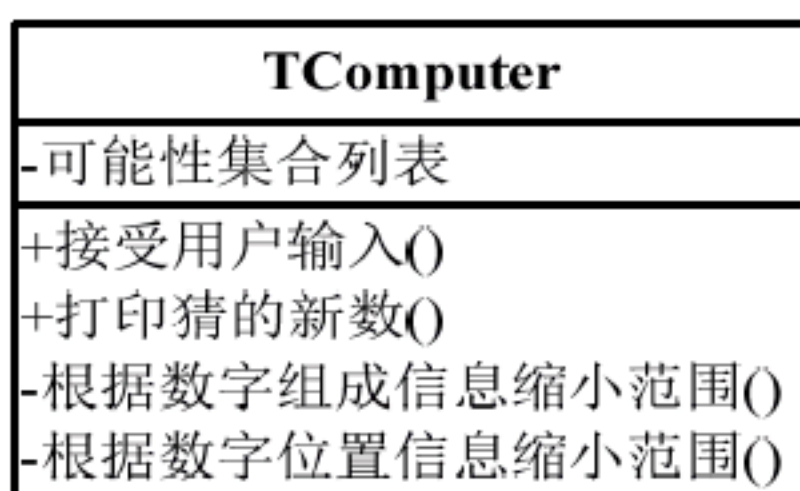 TComputer
-可能性集合列表
+接受用户输入()
+打印猜的新数()
-根据数字组成信息缩小范围()
-根据数字位置信息缩小范围()